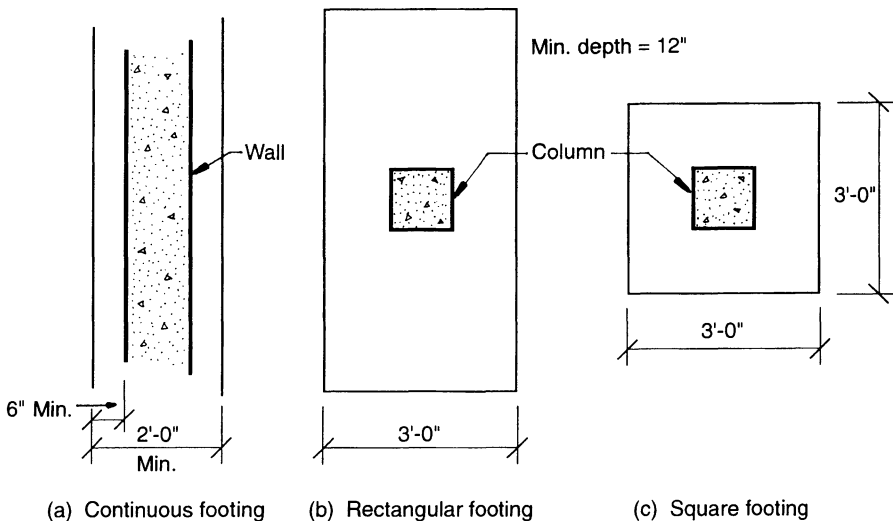 Min. depth = 12"
Wall
Column
3'-0"
3'-0"
6" Min.
2'-0"
Min.
3'-0"
(a) Continuous footing
(b) Rectangular footing
(c) Square footing